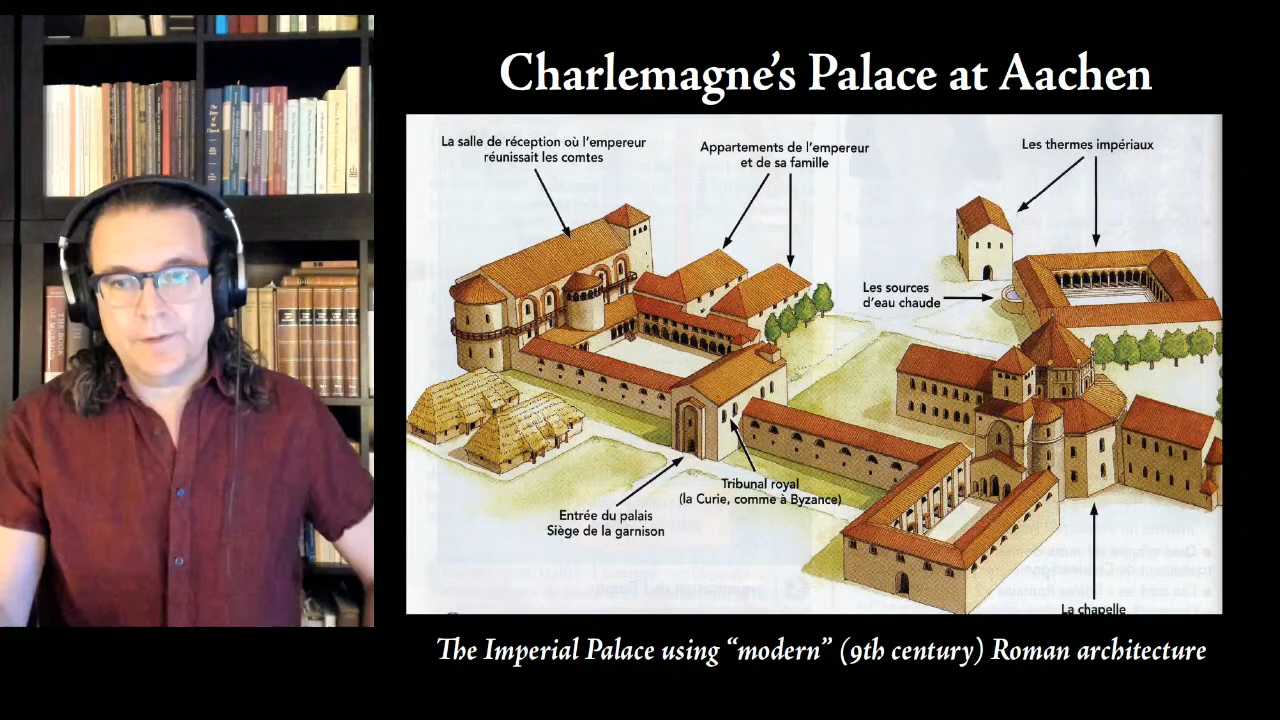 Charlemagne's Palace at Aachen
La salle de réception où l'empereur
réunissait les comtes
Appartements de l'empereur
et de sa famille
Les thermes impériaux
Les sources
d'eau chaude
Tribunal royal
(la Curie, comme à Byzance)
Entrée du palais
Siège de la garnison
La chapelle
The Imperial Palace using “modern” (9th century) Roman architecture